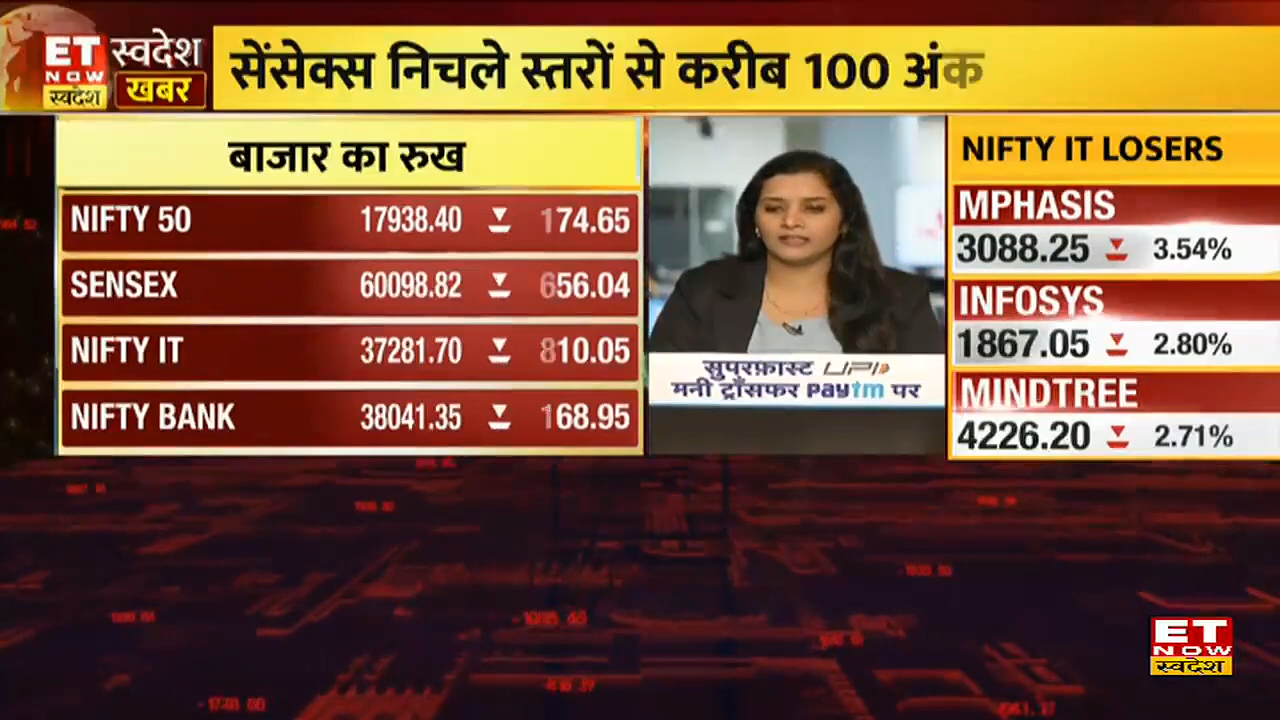 ET NOW स्वदेश
स्वदेश खबर
सेंसेक्स निचले स्तरों से करीब 100 अंक
बाजार का रुख
NIFTY 50 17938.40 174.65
SENSEX 60098.82 656.04
NIFTY IT 37281.70 810.05
NIFTY BANK 38041.35 168.95
सुपरफ़ास्ट UPI
मनी ट्राँसफर paytm पर
NIFTY IT LOSERS
MPHASIS
3088.25 3.54%
INFOSYS
1867.05 2.80%
MINDTREE
4226.20 2.71%
ET
NOW
स्वदेश